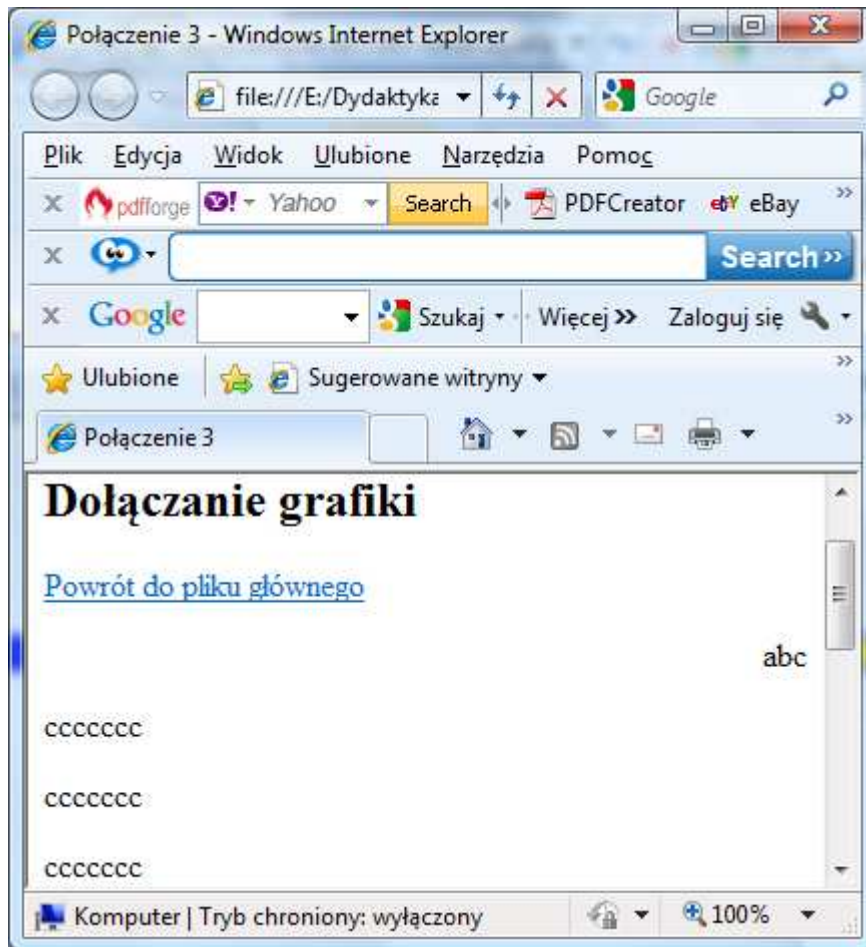 Połączenie 3 - Windows Internet Explorer
file:///E:/Dydaktyka Google
Plik Edycja Widok Ulubione Narzędzia Pomoc
x pdfforge Y! Yahoo Search PDFCreator ebY eBay »
x Search »
x Google Szukaj Więcej >> Zaloguj się
Ulubione Sugerowane witryny »
Połączenie 3 »
Dołączanie grafiki
Powrót do pliku głównego
abc
ccccccc
ccccccc
ccccccc
Komputer | Tryb chroniony: wyłączony 100%